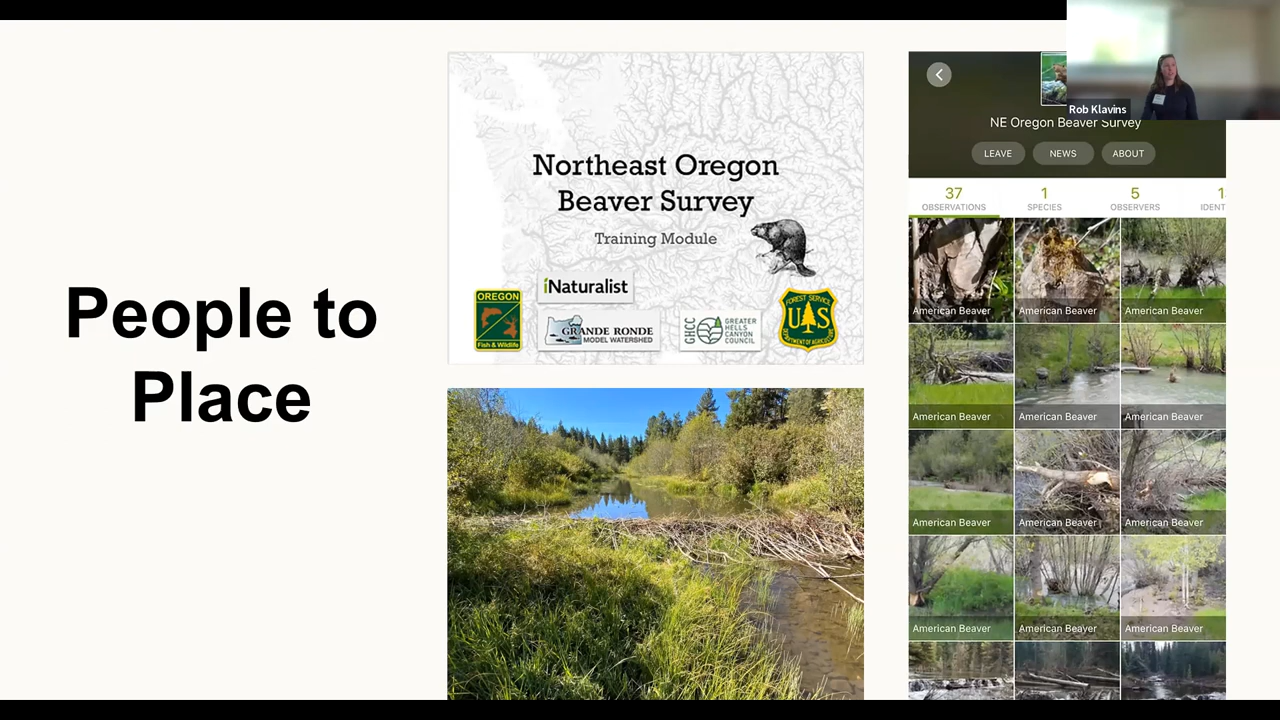 People to
Place
Northeast Oregon
Beaver Survey
Training Module
iNaturalist
OREGON
Fish & Wildlife
GRANDE RONDE
MODEL WATERSHED
GHCC
GREATER
HELLS
CANYON
COUNCIL
FOREST SERVICE
U S
DEPARTMENT OF AGRICULTURE
Rob Klavins
NE Oregon Beaver Survey
LEAVE
NEWS
ABOUT
37
OBSERVATIONS
1
SPECIES
5
OBSERVERS
1
IDENT
American Beaver
American Beaver
American Beaver
American Beaver
American Beaver
American Beaver
American Beaver
American Beaver
American Beaver
American Beaver
American Beaver
American Beaver